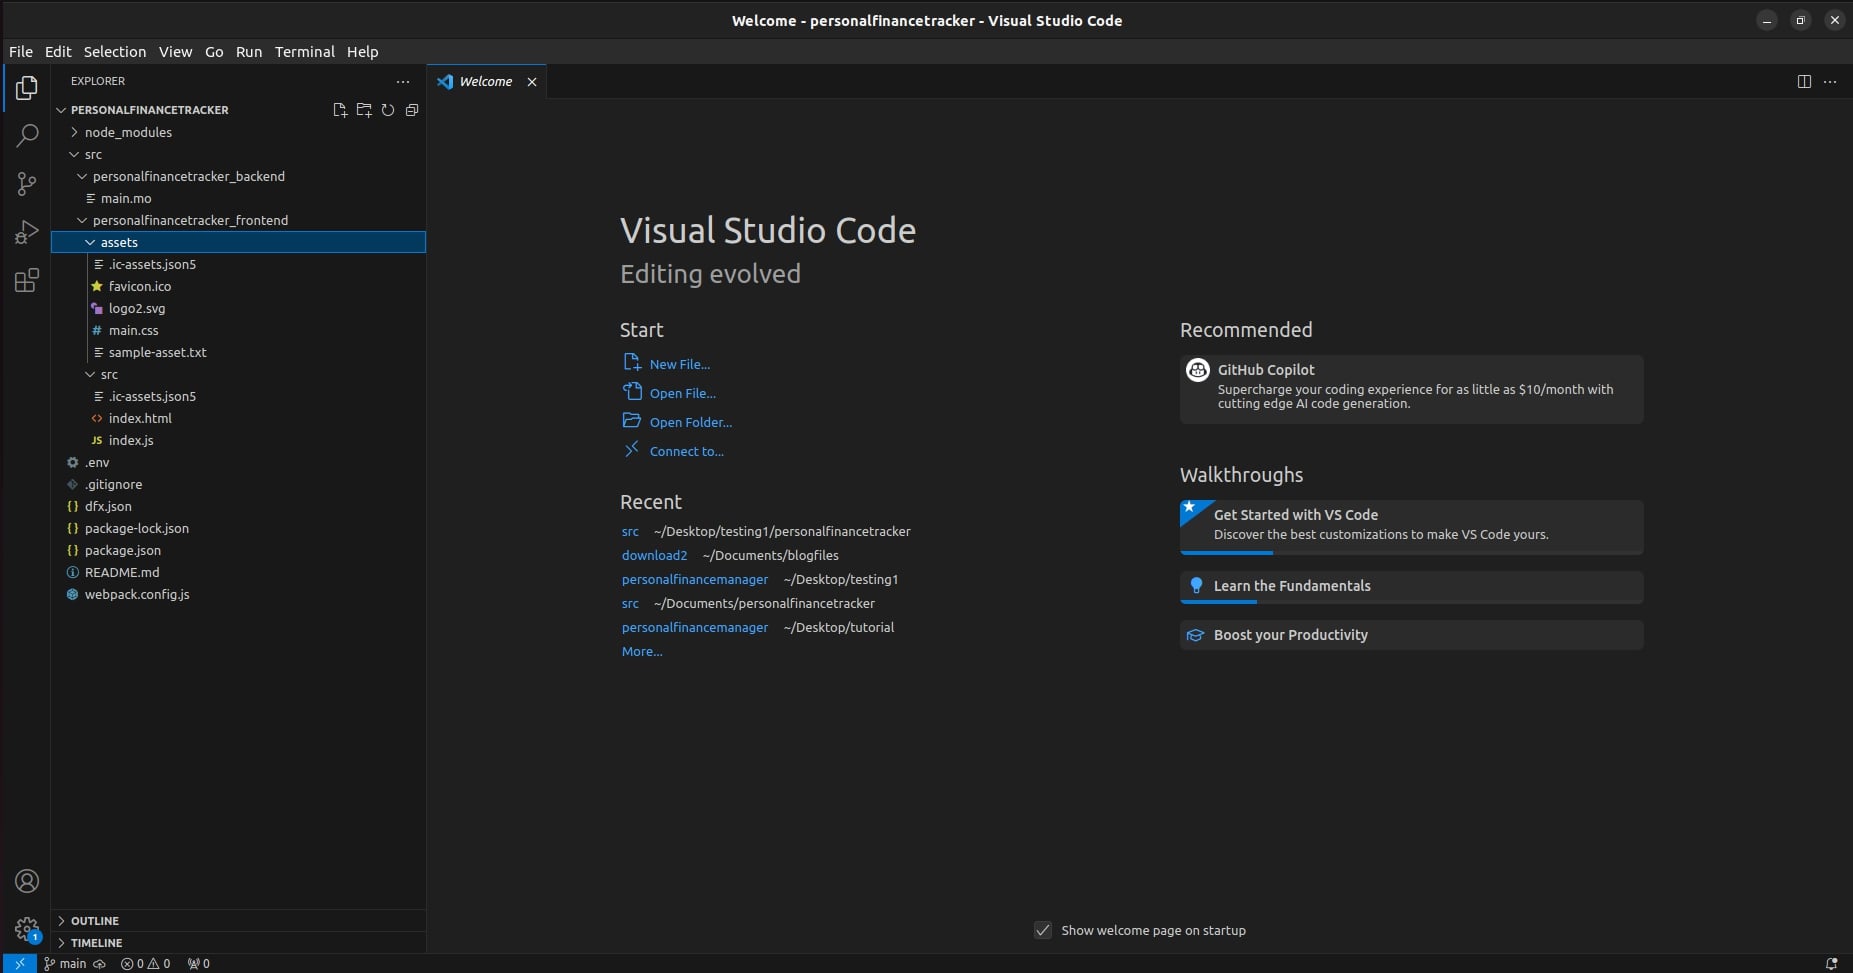 Welcome - personalfinancetracker - Visual Studio Code
File Edit Selection View Go Run Terminal Help
EXPLORER
Welcome
PERSONALFINANCETRACKER
node_modules
src
personalfinancetracker_backend
main.mo
personalfinancetracker_frontend
assets
.ic-assets.json5
favicon.ico
logo2.svg
# main.css
sample-asset.txt
src
.ic-assets.json5
<> index.html
JS index.js
.env
.gitignore
{} dfx.json
{} package-lock.json
{} package.json
README.md
webpack.config.js
OUTLINE
TIMELINE
Visual Studio Code
Editing evolved
Start
New File...
Open File...
Open Folder...
Connect to...
Recent
src ~/Desktop/testing1/personalfinancetracker
download2 ~/Documents/blogfiles
personalfinancemanager ~/Desktop/testing1
src ~/Documents/personalfinancetracker
personalfinancemanager ~/Desktop/tutorial
More...
Recommended
GitHub Copilot
Supercharge your coding experience for as little as $10/month with
cutting edge AI code generation.
Walkthroughs
Get Started with VS Code
Discover the best customizations to make VS Code yours.
Learn the Fundamentals
Boost your Productivity
Show welcome page on startup
1
main 0 0 0